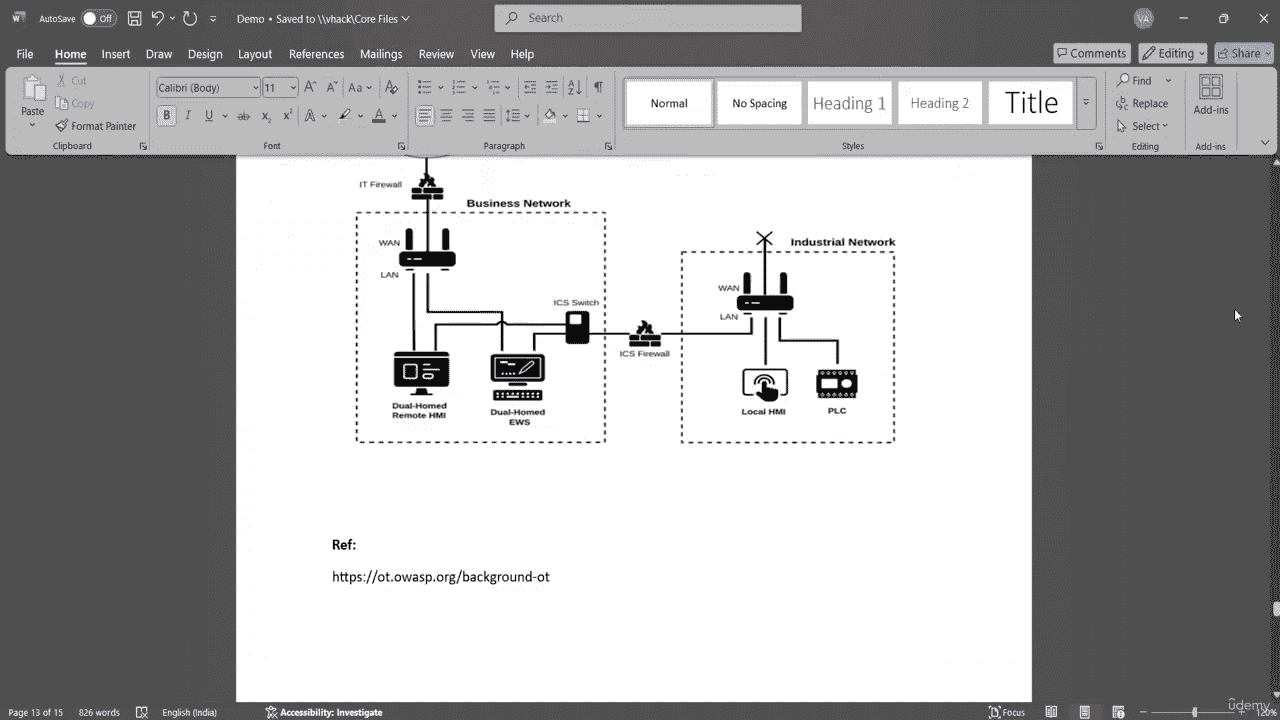 Demo • Saved to \\vhack\Core Files
Search
VA
File Home Insert Draw Design Layout References Mailings Review View Help
Comments
Editing
Share
Paste
Cut
Copy
Format Painter
Clipboard
Calibri (Body)
11
Font
Paragraph
Normal
No Spacing
Heading 1
Heading 2
Title
Styles
Find
Replace
Select
Editing
Add-ins
Add-ins
IT Firewall
Business Network
WAN
LAN
ICS Switch
Dual-Homed
Remote HMI
Dual-Homed
EWS
ICS Firewall
Industrial Network
WAN
LAN
Local HMI
PLC
Ref:
https://ot.owasp.org/background-ot
Page 13 of 15
826 words
English (India)
Accessibility: Investigate
Focus